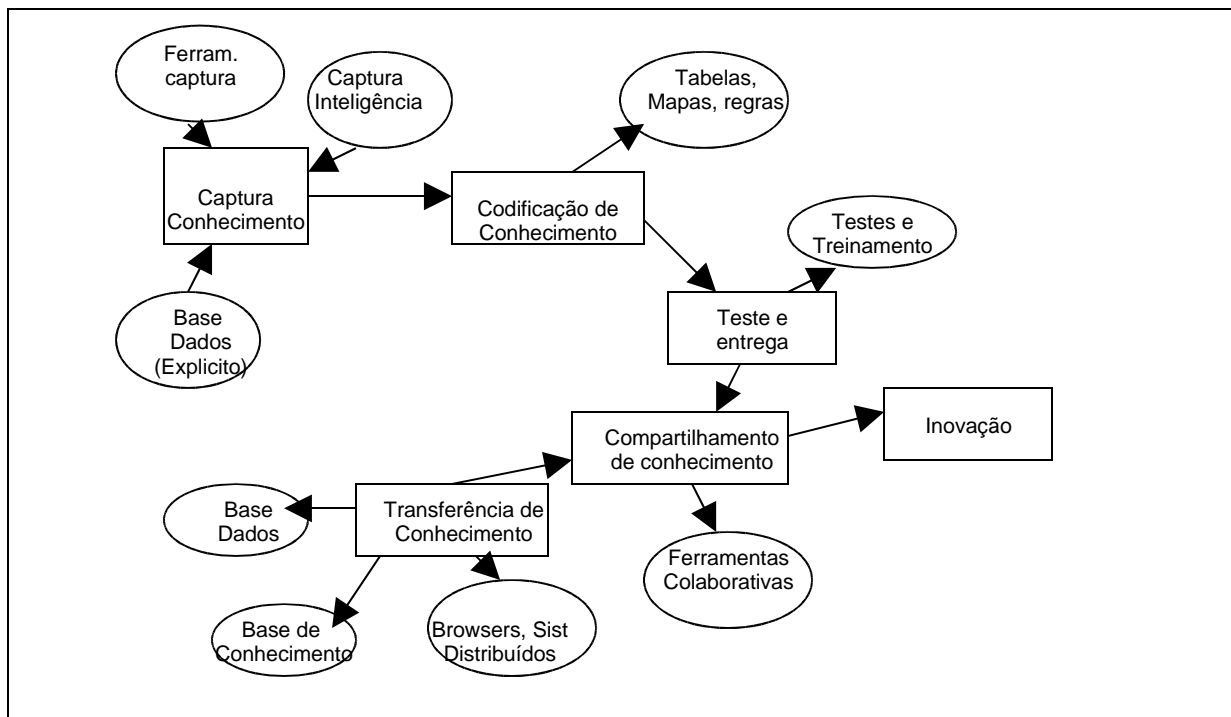 Ferram.
captura
Captura
Inteligência
Tabelas,
Mapas, regras
Captura
Conhecimento
Codificação de
Conhecimento
Testes e
Treinamento
Base
Dados
(Explicito)
Teste e
entrega
Inovação
Compartilhamento
de conhecimento
Base
Dados
Transferência de
Conhecimento
Ferramentas
Colaborativas
Base de
Conhecimento
Browsers, Sist
Distribuídos